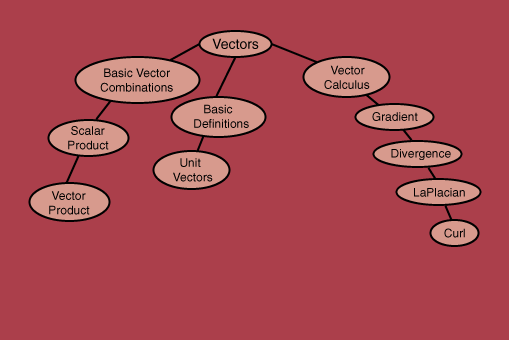 Vectors
Basic Vector
Combinations
Vector
Calculus
Basic
Definitions
Gradient
Scalar
Product
Divergence
Unit
Vectors
LaPlacian
Vector
Product
Curl